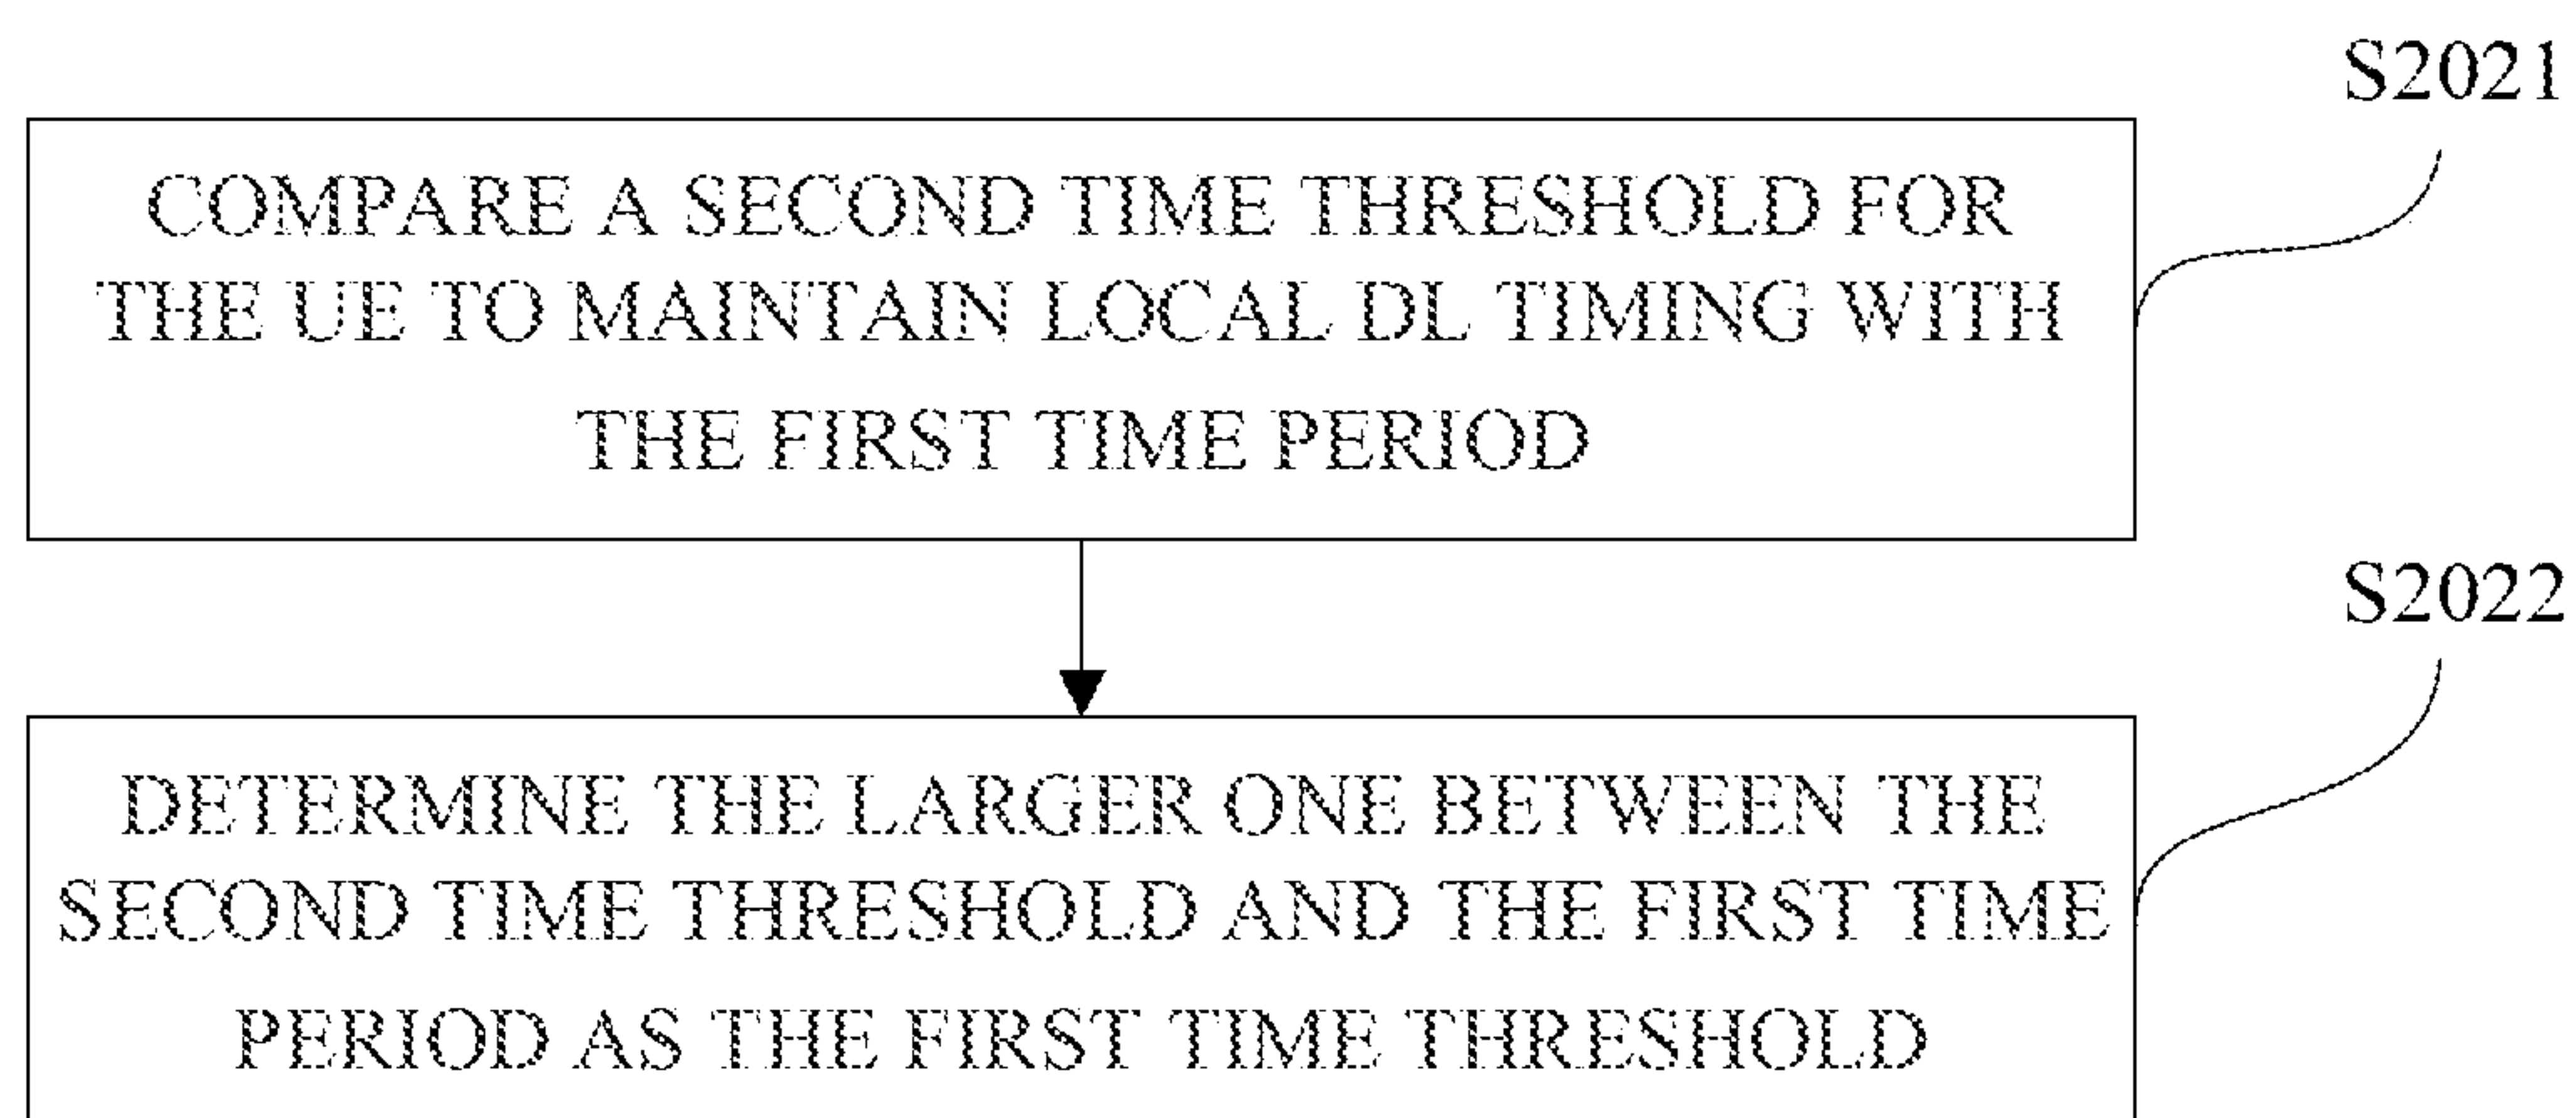 S2021
COMPARE A SECOND TIME THRESHOLD FOR
THE UE TO MAINTAIN LOCAL DL TIMING WITH
THE FIRST TIME PERIOD
S2022
DETERMINE THE LARGER ONE BETWEEN THE
SECOND TIME THRESHOLD AND THE FIRST TIME
PERIOD AS THE FIRST TIME THRESHOLD